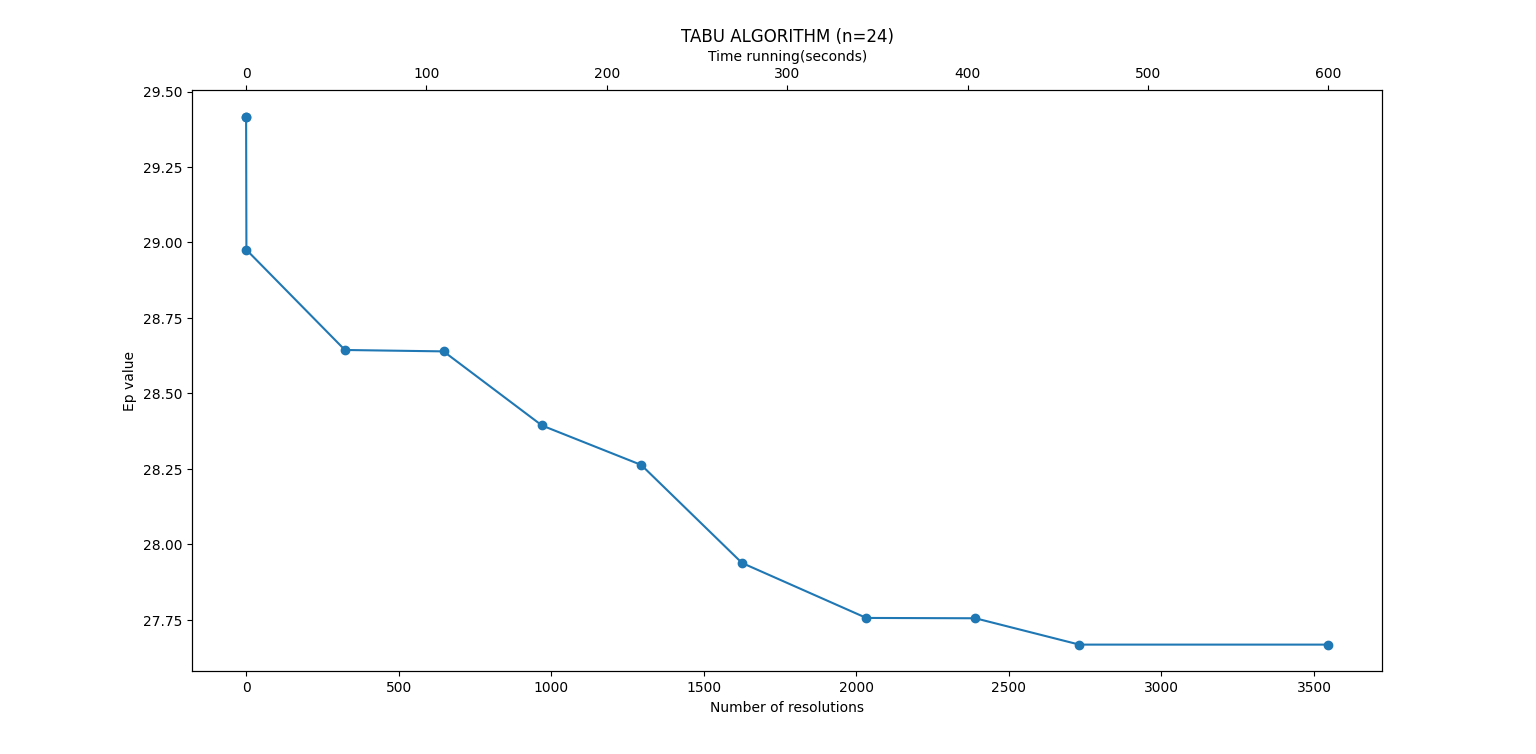 TABU ALGORITHM (n=24)
Time running(seconds)
0 100 200 300 400 500 600
29.50
29.25
29.00
28.75
28.50
28.25
28.00
27.75
Ep value
0 500 1000 1500 2000 2500 3000 3500
Number of resolutions